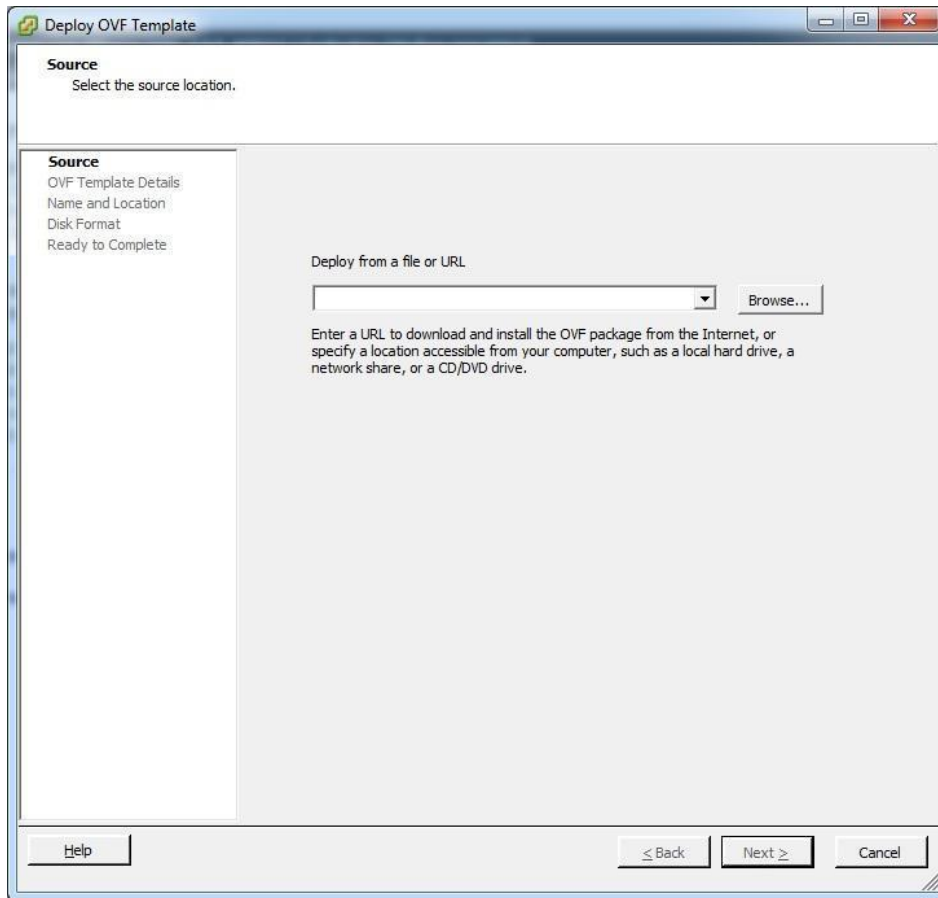 Deploy OVF Template
Source
Select the source location.
Source
OVF Template Details
Name and Location
Disk Format
Ready to Complete
Deploy from a file or URL
Browse...
Enter a URL to download and install the OVF package from the Internet, or
specify a location accessible from your computer, such as a local hard drive, a
network share, or a CD/DVD drive.
Help
< Back
Next >
Cancel